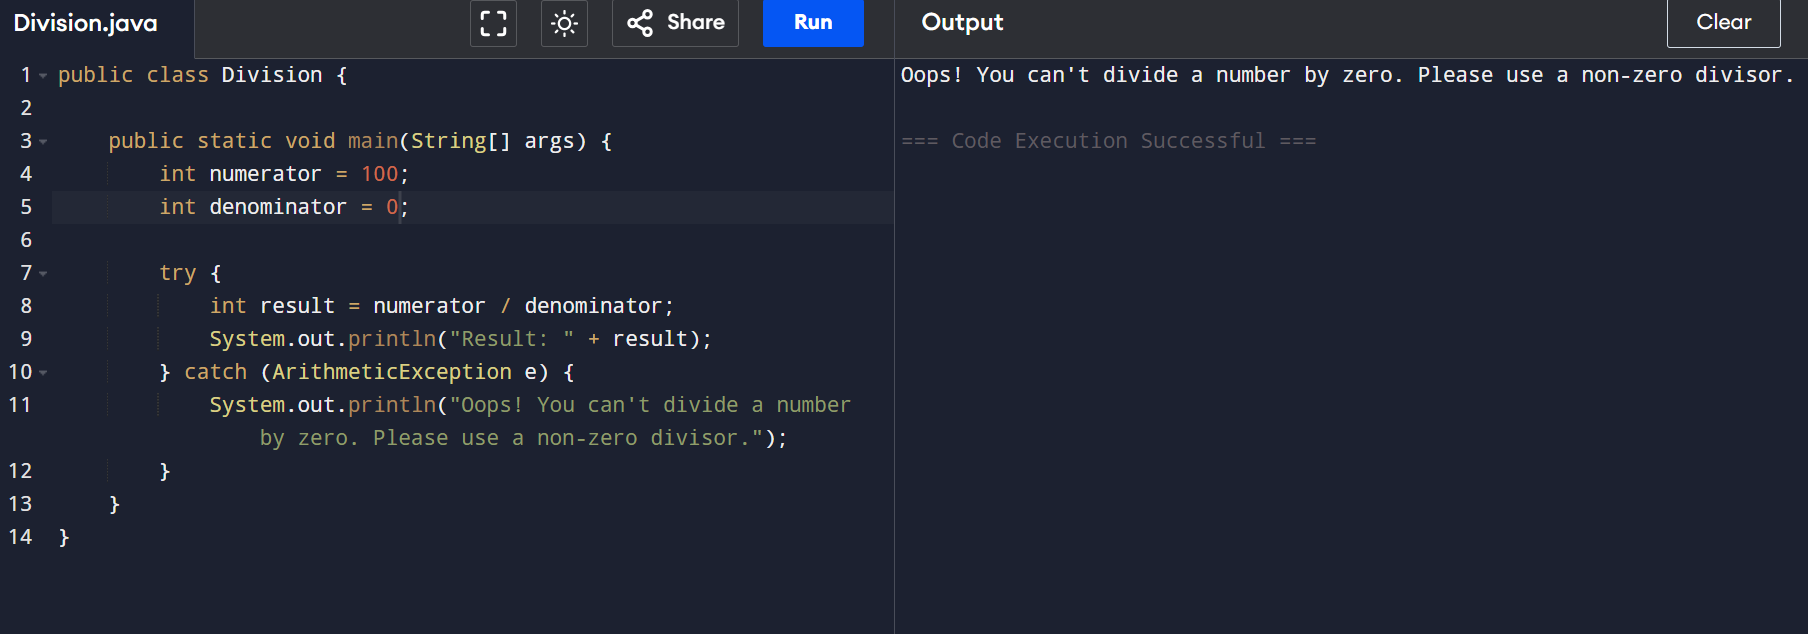 Division.java Share Run Output Clear
1 public class Division {
2
3     public static void main(String[] args) {
4         int numerator = 100;
5         int denominator = 0;
6
7         try {
8             int result = numerator / denominator;
9             System.out.println("Result: " + result);
10         } catch (ArithmeticException e) {
11             System.out.println("Oops! You can't divide a number
                by zero. Please use a non-zero divisor.");
12         }
13     }
14 }
Oops! You can't divide a number by zero. Please use a non-zero divisor.
=== Code Execution Successful ===